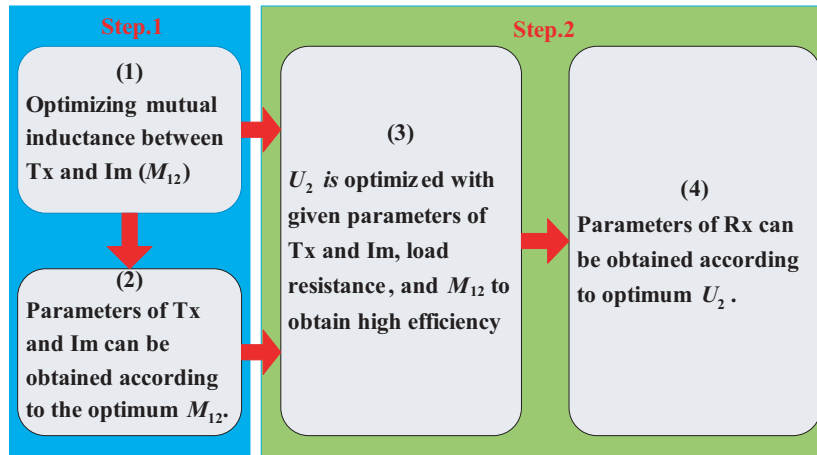 Step.1
(1)
Optimizing mutual
inductance between
Tx and Im (M₁₂)
(2)
Parameters of Tx
and Im can be
obtained according
to the optimum M₁₂.
Step.2
(3)
U₂ is optimized with
given parameters of
Tx and Im, load
resistance, and M₁₂ to
obtain high efficiency
(4)
Parameters of Rx can
be obtained according
to optimum U₂ .